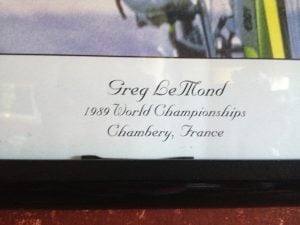 Greg LeMond
1989 World Championships
Chambery, France